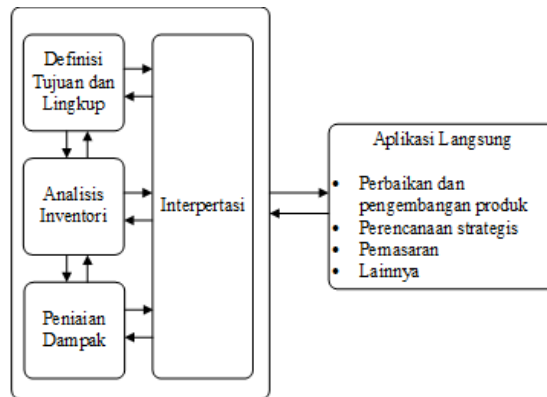 Definisi
Tujuan dan
Lingkup
Analisis
Inventori
Peniaian
Dampak
Interpertasi
Aplikasi Langsung
• Perbaikan dan
pengembangan produk
• Perencanaan strategis
• Pemasaran
• Lainnya